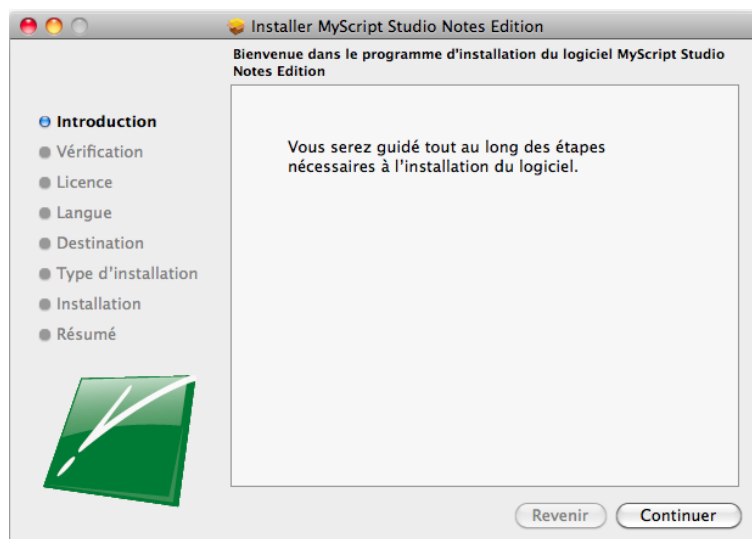 Installer MyScript Studio Notes Edition
Bienvenue dans le programme d'installation du logiciel MyScript Studio
Notes Edition
Introduction
Vérification
Licence
Langue
Destination
Type d'installation
Installation
Résumé
Vous serez guidé tout au long des étapes
nécessaires à l'installation du logiciel.
Revenir
Continuer